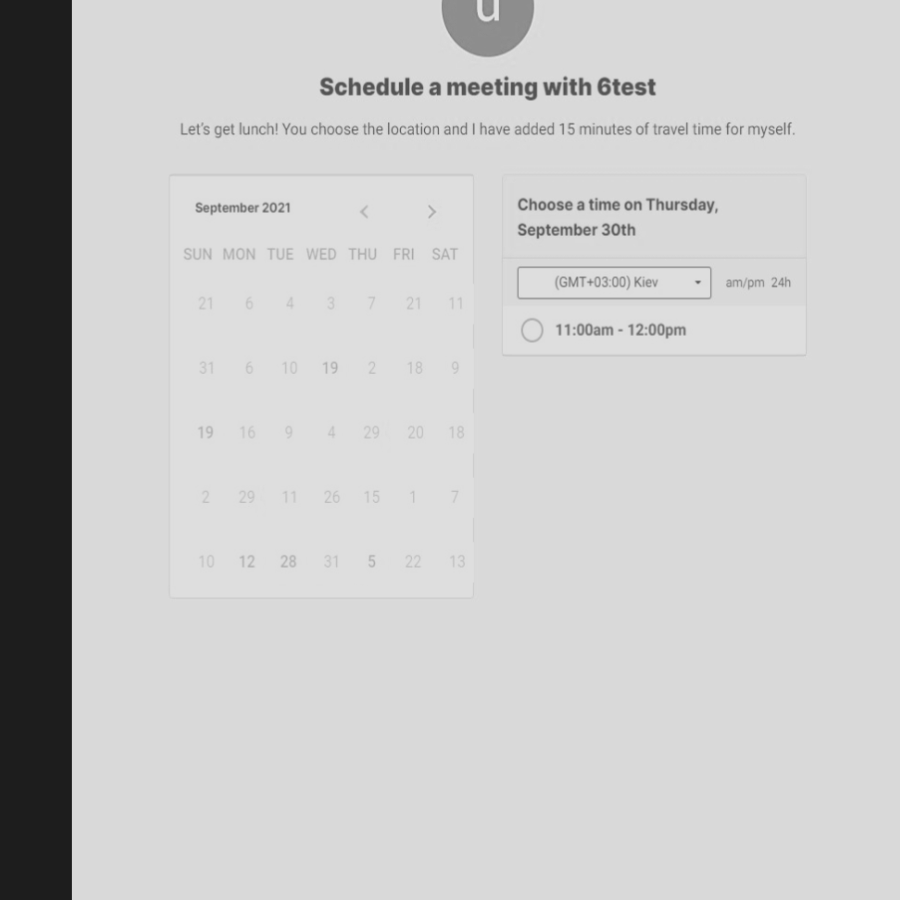 u
Schedule a meeting with 6test
Let's get lunch! You choose the location and I have added 15 minutes of travel time for myself.
September 2021
SUN MON TUE WED THU FRI SAT
21 6 4 3 7 21 11
31 6 10 19 2 18 9
19 16 9 4 29 20 18
2 29 11 26 15 1 7
10 12 28 31 5 22 13
Choose a time on Thursday,
September 30th
(GMT+03:00) Kiev am/pm 24h
11:00am - 12:00pm